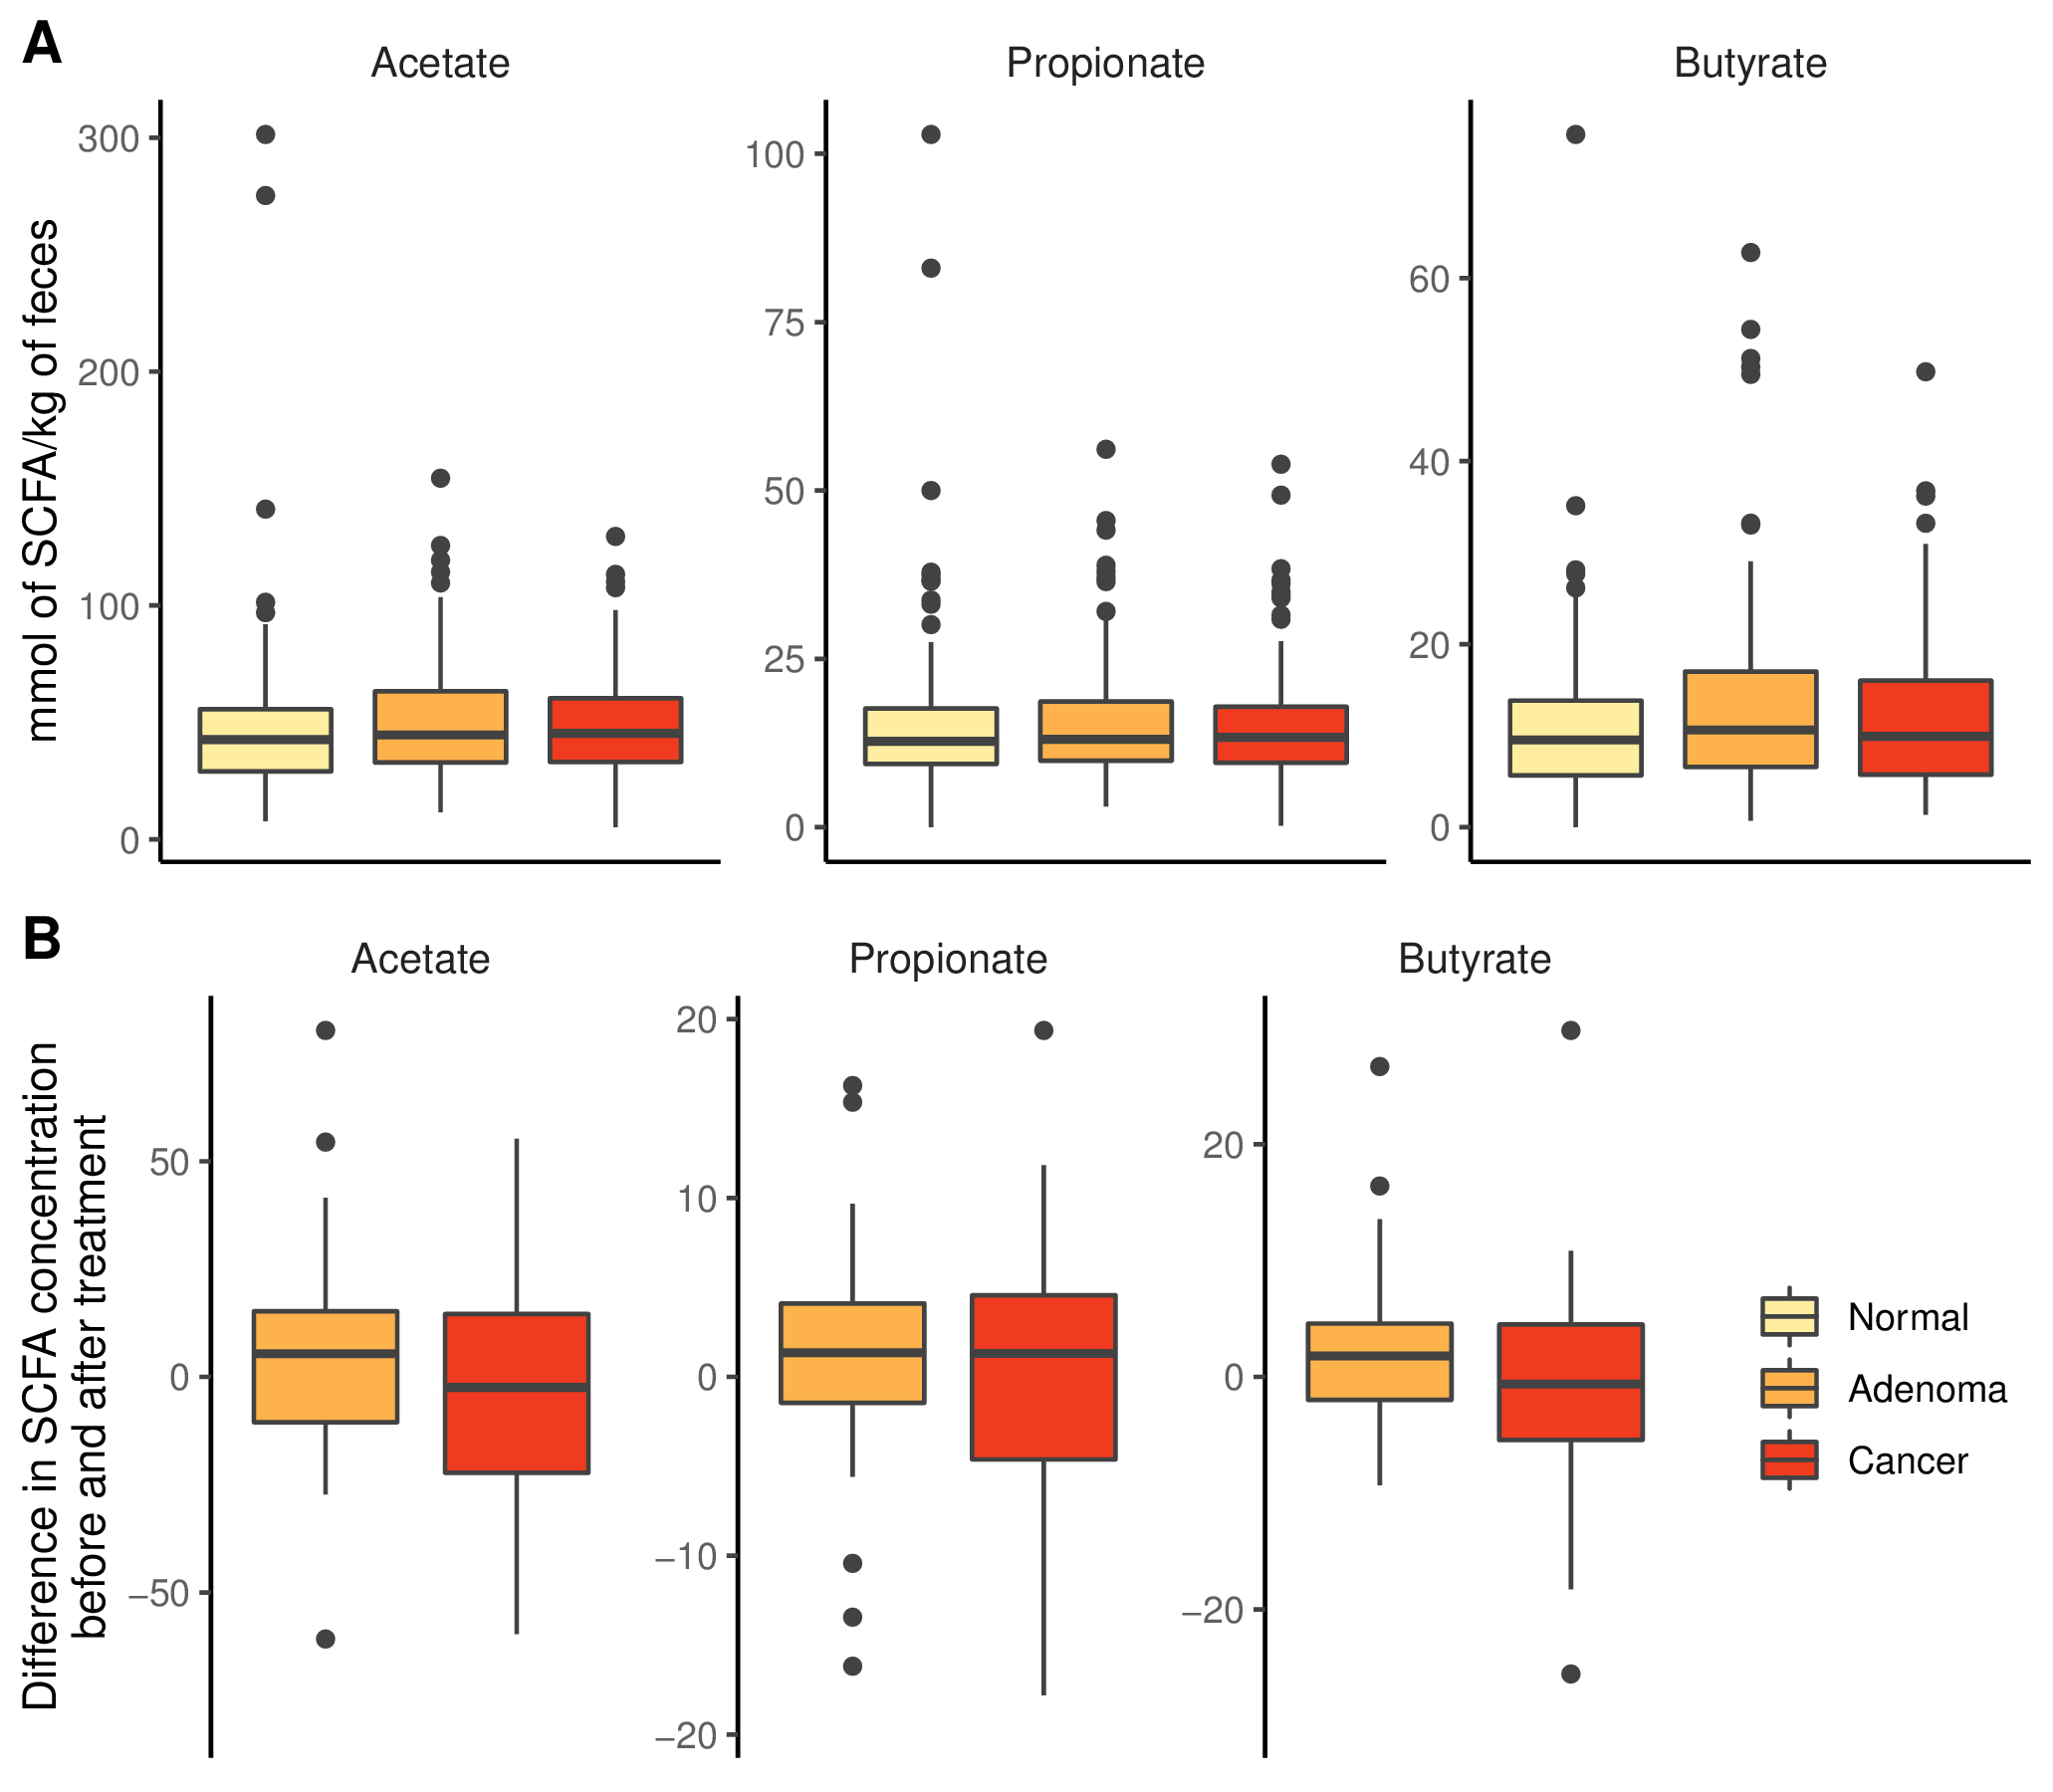 A
Acetate
Propionate
Butyrate
mmol of SCFA/kg of feces
300
200
100
0
100
75
50
25
0
60
40
20
0
B
Acetate
Propionate
Butyrate
Difference in SCFA concentration
before and after treatment
50
0
−50
20
10
0
−10
−20
20
0
−20
Normal
Adenoma
Cancer